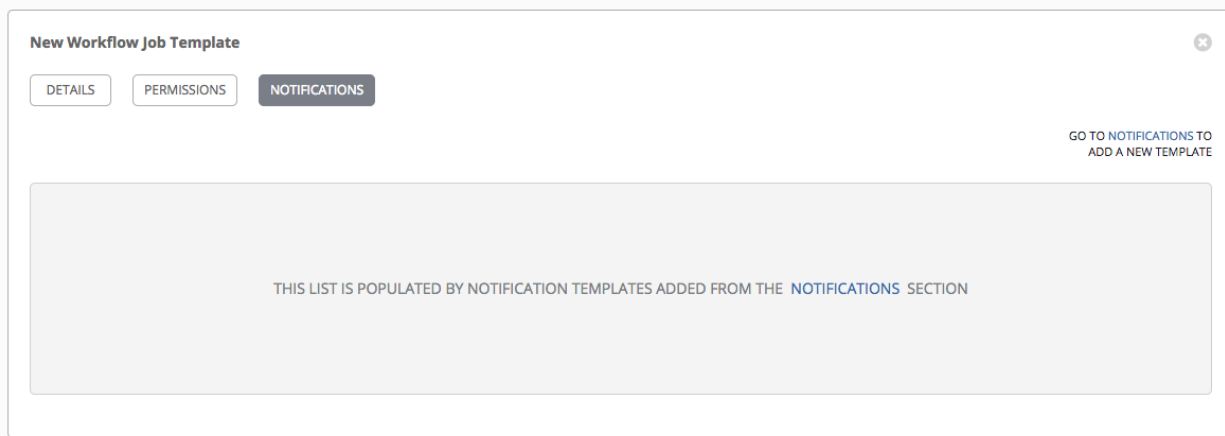 New Workflow Job Template
DETAILS
PERMISSIONS
NOTIFICATIONS
GO TO NOTIFICATIONS TO
ADD A NEW TEMPLATE
THIS LIST IS POPULATED BY NOTIFICATION TEMPLATES ADDED FROM THE NOTIFICATIONS SECTION